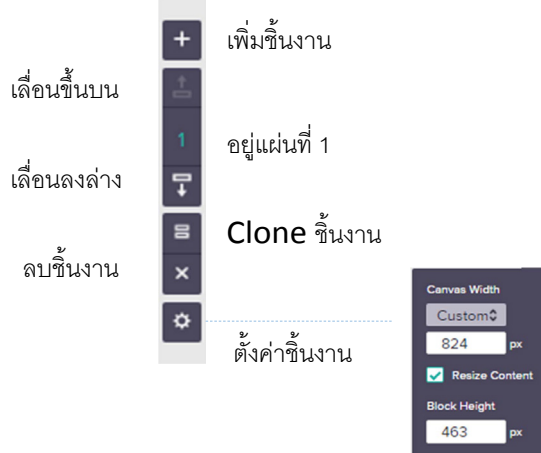 + เพิ่มชิ้นงาน
เลื่อนขึ้นบน
1 อยู่แผ่นที่ 1
เลื่อนลงล่าง
Clone ชิ้นงาน
ลบชิ้นงาน
ตั้งค่าชิ้นงาน
Canvas Width
Custom
824 px
Resize Content
Block Height
463 px